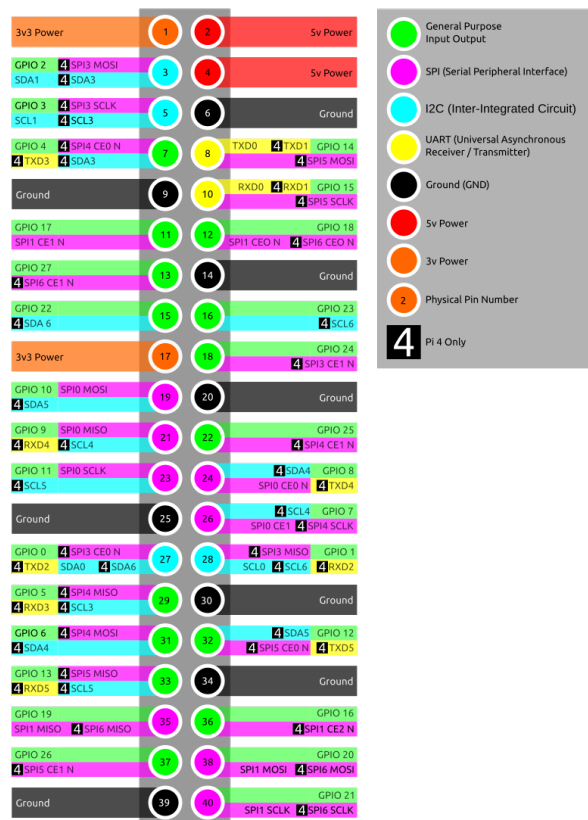 3v3 Power 1 2 5v Power
GPIO 2 4 SPI3 MOSI
SDA1 4 SDA3
3 4 5v Power
GPIO 3 4 SPI3 SCLK
SCL1 4 SCL3
5 6 Ground
GPIO 4 4 SPI4 CE0 N
4 TXD3 4 SDA3
7 8
TXD0 4 TXD1 GPIO 14
4 SPI5 MOSI
Ground 9 10
RXD0 4 RXD1 GPIO 15
4 SPI5 SCLK
GPIO 17
SPI1 CE1 N
11 12
GPIO 18
SPI1 CEO N 4 SPI6 CEO N
GPIO 27
4 SPI6 CE1 N
13 14 Ground
GPIO 22
4 SDA 6
15 16
GPIO 23
4 SCL6
3v3 Power 17 18
GPIO 24
4 SPI3 CE1 N
GPIO 10 SPI0 MOSI
4 SDA5
19 20 Ground
GPIO 9 SPI0 MISO
4 RXD4 4 SCL4
21 22
GPIO 25
4 SPI4 CE1 N
GPIO 11 SPI0 SCLK
4 SCL5
23 24
4 SDA4 GPIO 8
SPI0 CE0 N 4 TXD4
Ground 25 26
4 SCL4 GPIO 7
SPI0 CE1 4 SPI4 SCLK
GPIO 0 4 SPI3 CE0 N
4 TXD2 SDA0 4 SDA6
27 28
4 SPI3 MISO GPIO 1
SCL0 4 SCL6 4 RXD2
GPIO 5 4 SPI4 MISO
4 RXD3 4 SCL3
29 30 Ground
GPIO 6 4 SPI4 MOSI
4 SDA4
31 32
4 SDA5 GPIO 12
4 SPI5 CE0 N 4 TXD5
GPIO 13 4 SPI5 MISO
4 RXD5 4 SCL5
33 34 Ground
GPIO 19
SPI1 MISO 4 SPI6 MISO
35 36
GPIO 16
4 SPI1 CE2 N
GPIO 26
4 SPI5 CE1 N
37 38
GPIO 20
SPI1 MOSI 4 SPI6 MOSI
Ground 39 40
GPIO 21
SPI1 SCLK 4 SPI6 SCLK
General Purpose
Input Output
SPI (Serial Peripheral Interface)
I2C (Inter-Integrated Circuit)
UART (Universal Asynchronous
Receiver / Transmitter)
Ground (GND)
5v Power
3v Power
2 Physical Pin Number
4 Pi 4 Only